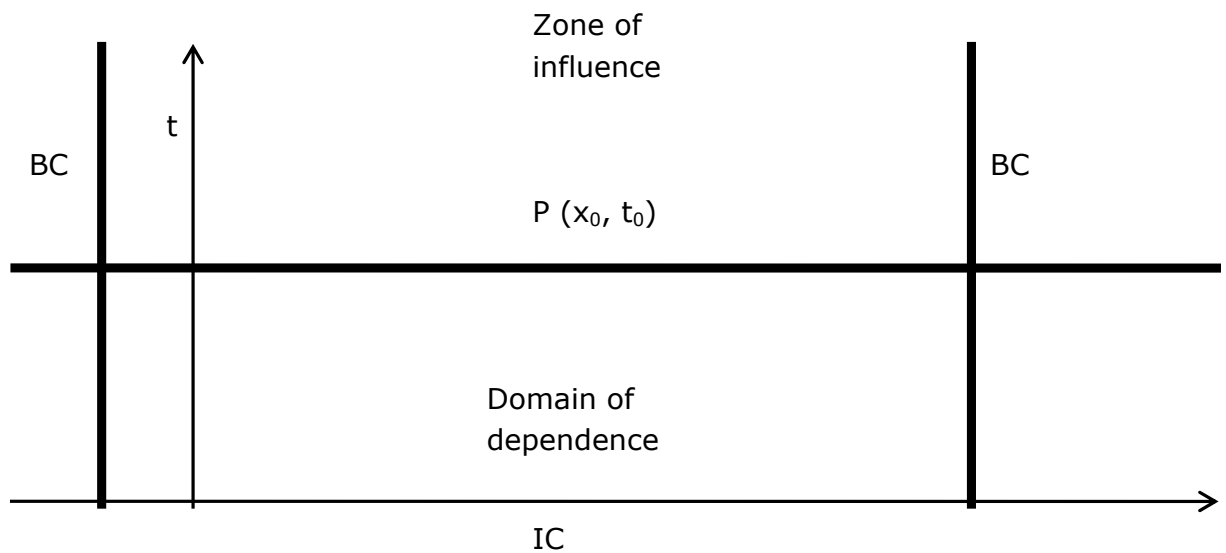 Zone of
influence
t
BC
BC
P (x₀, t₀)
Domain of
dependence
IC